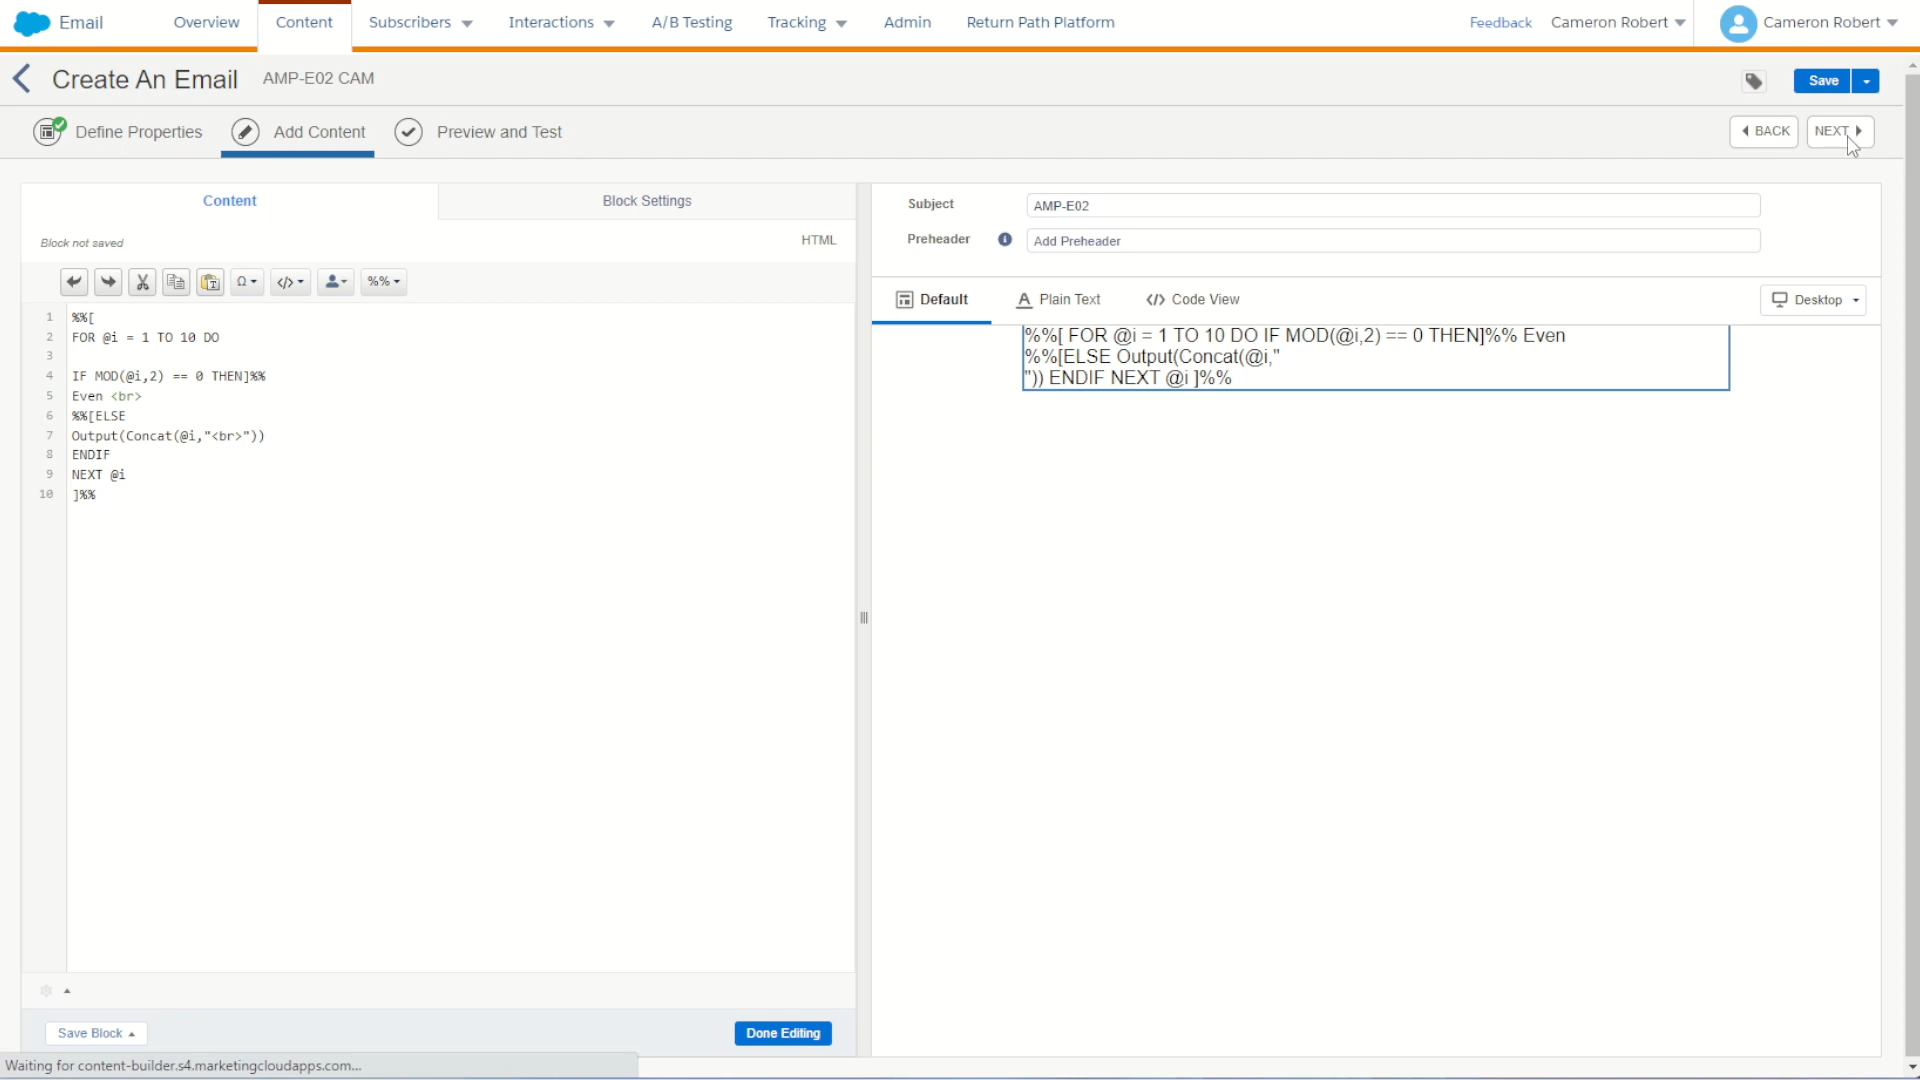 Email Overview Content Subscribers Interactions A/B Testing Tracking Admin Return Path Platform Feedback Cameron Robert Cameron Robert
Create An Email AMP-E02 CAM Save
Define Properties Add Content Preview and Test BACK NEXT
Content Block Settings
Block not saved HTML
Ω </> %%
1 %%[
2 FOR @i = 1 TO 10 DO
3
4 IF MOD(@i,2) == 0 THEN]%%
5 Even <br>
6 %%[ELSE
7 Output(Concat(@i,"<br>"))
8 ENDIF
9 NEXT @i
10 ]%%
Save Block Done Editing
Waiting for content-builder.s4.marketingcloudapps.com...
Subject AMP-E02
Preheader i Add Preheader
Default A Plain Text </> Code View Desktop
%%[ FOR @i = 1 TO 10 DO IF MOD(@i,2) == 0 THEN]%% Even
%%[ELSE Output(Concat(@i,"
")) ENDIF NEXT @i ]%%